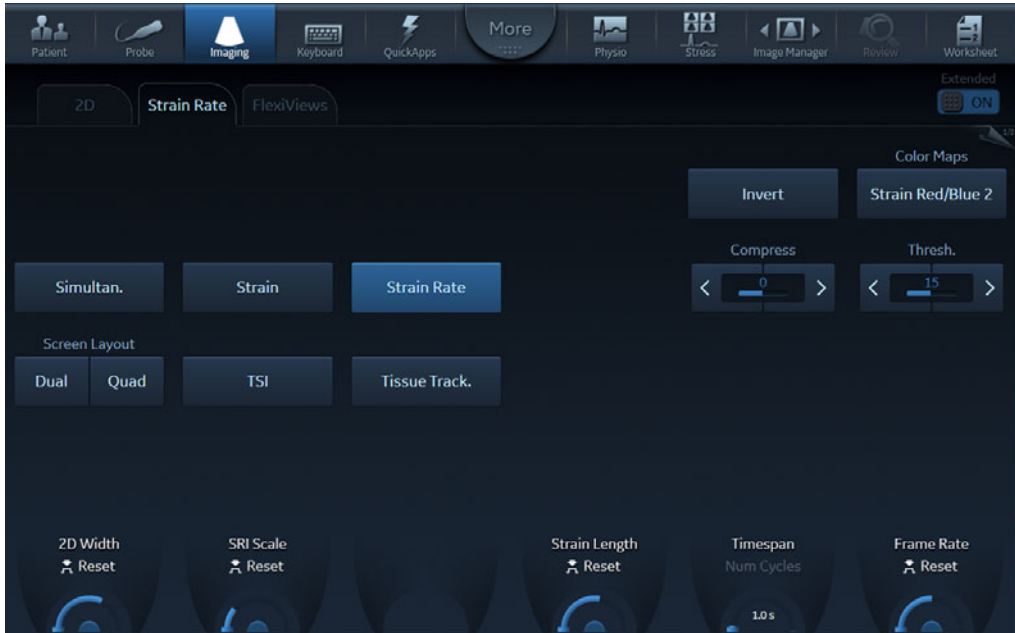 Patient
Probe
Imaging
Keyboard
QuickApps
More
Physio
Stress
Image Manager
Review
Worksheet
2D
Strain Rate
FlexiViews
Extended
ON
1/2
Color Maps
Invert
Strain Red/Blue 2
Compress
Thresh.
Simultan.
Strain
Strain Rate
0
15
Screen Layout
Dual
Quad
TSI
Tissue Track.
2D Width
Reset
SRI Scale
Reset
Strain Length
Reset
Timespan
Num Cycles
1.0 s
Frame Rate
Reset